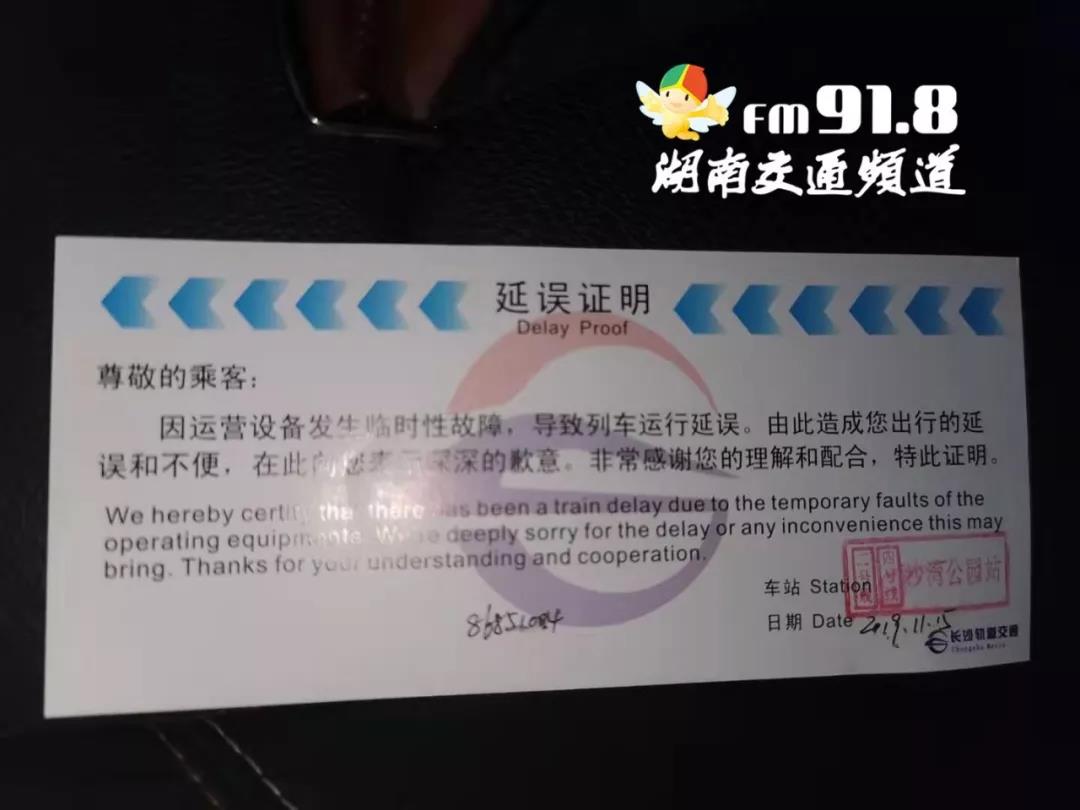 FM 91.8
湖南交通频道
延误证明
Delay Proof
尊敬的乘客：
因运营设备发生临时性故障，导致列车运行延误。由此造成您出行的延
误和不便，在此向您表示深深的歉意。非常感谢您的理解和配合，特此证明。
We hereby certify that there has been a train delay due to the temporary faults of the
operating equipments. We're deeply sorry for the delay or any inconvenience this may
bring. Thanks for your understanding and cooperation.
车站 Station 沙湾公园站
日期 Date 2019.11.15
长沙轨道交通
Changsha Metro